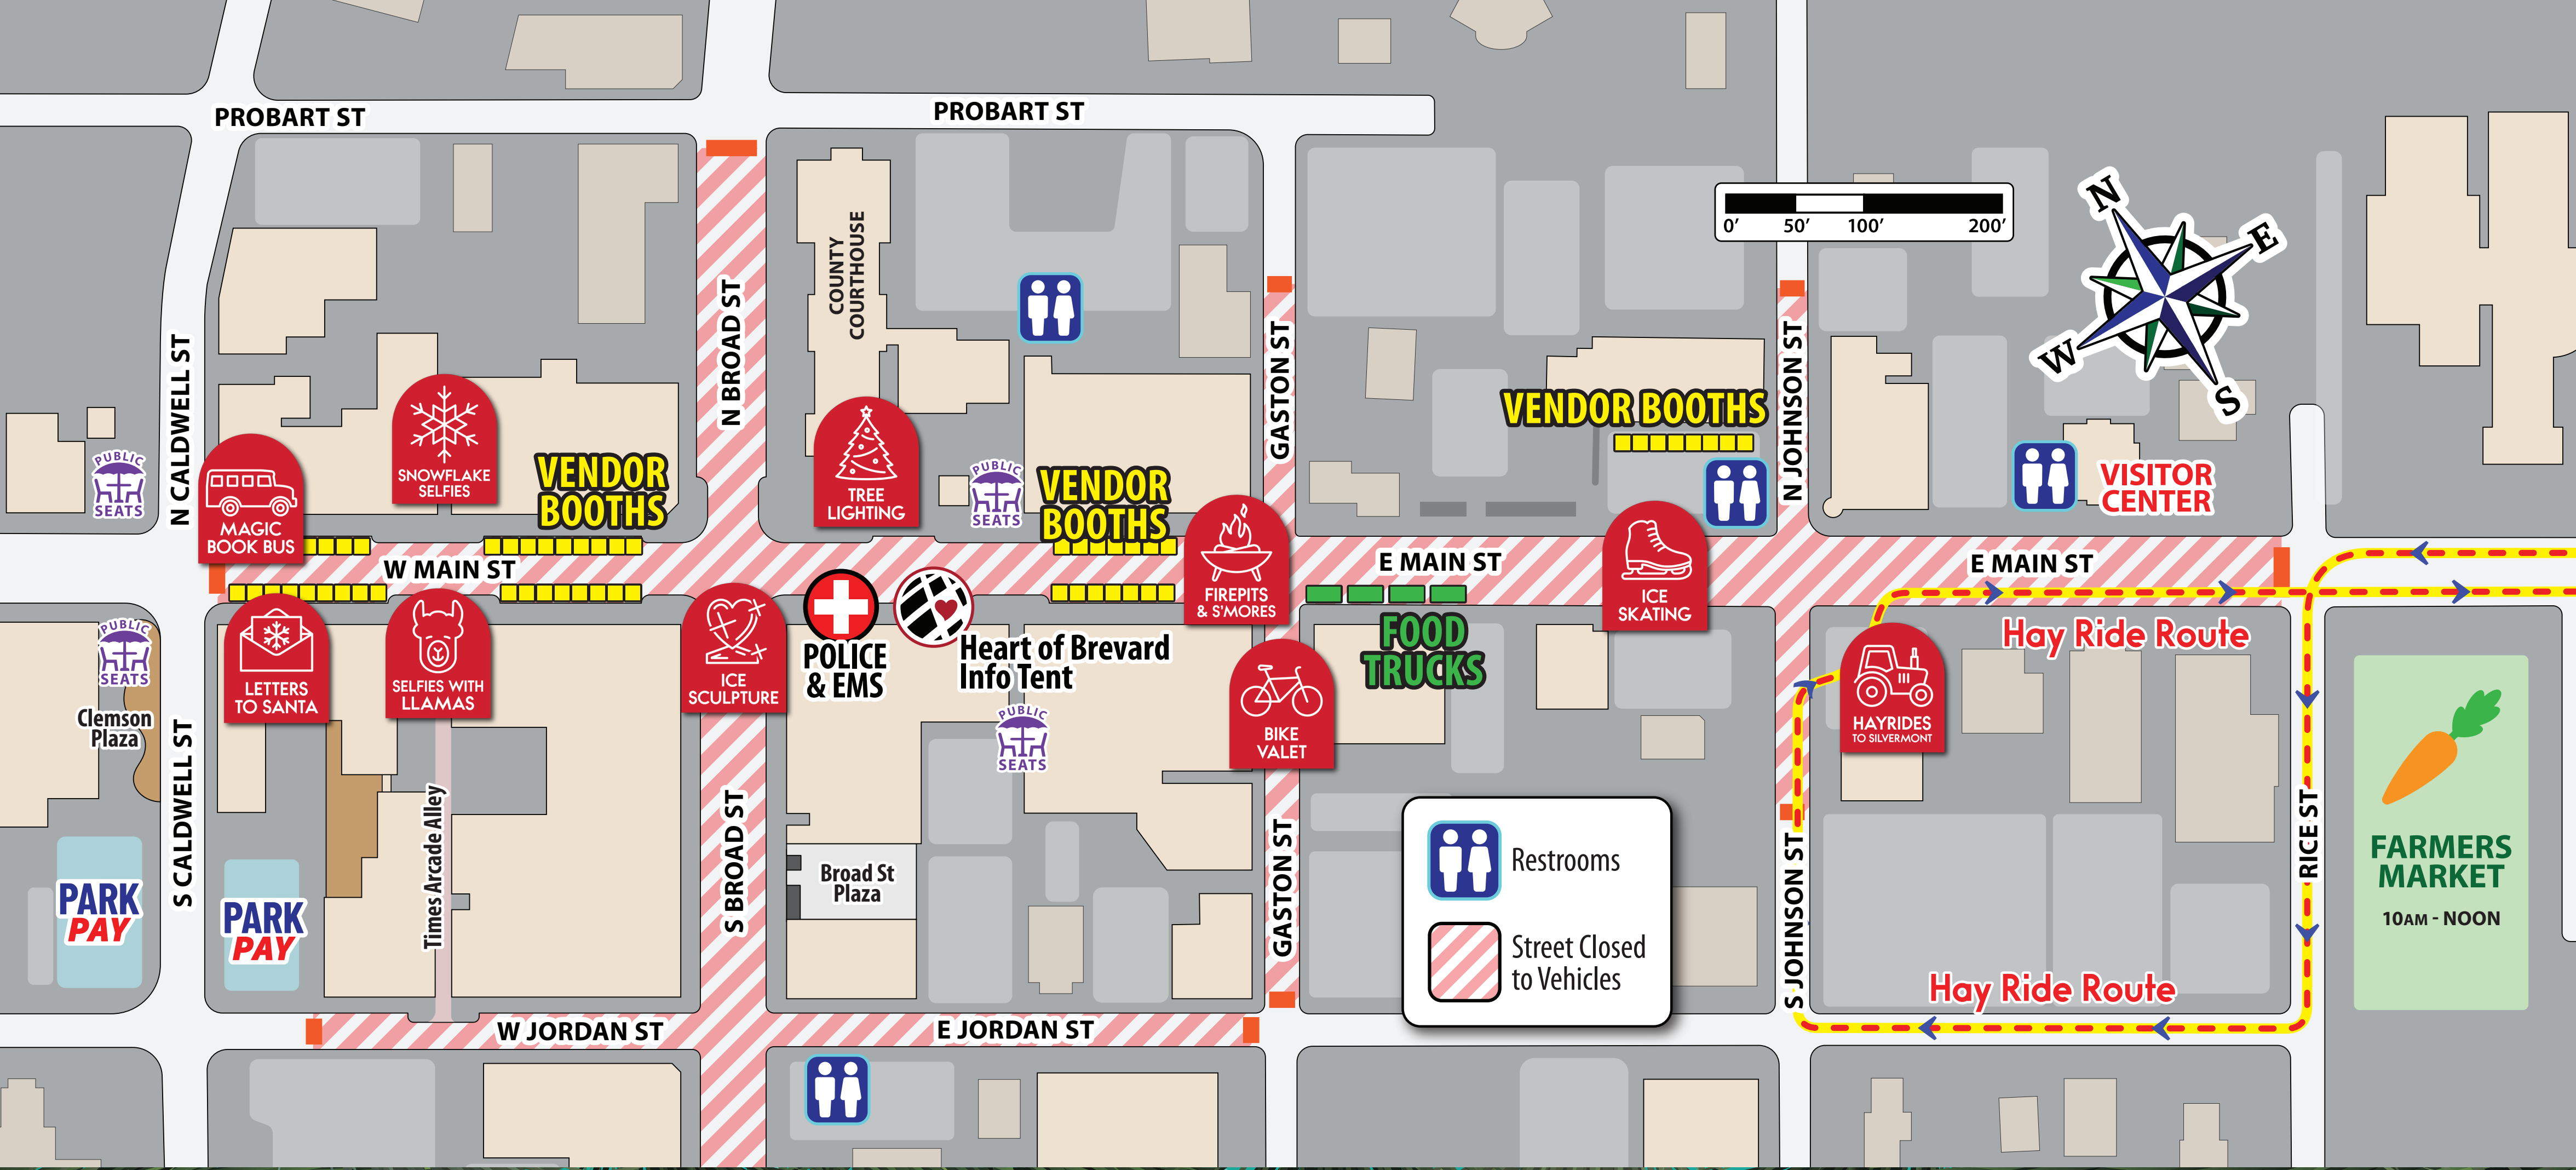 PROBART ST
PROBART ST
N CALDWELL ST
N BROAD ST
COUNTY
COURTHOUSE
GASTON ST
N JOHNSON ST
0' 50' 100' 200'
N
E
W
S
PUBLIC
SEATS
MAGIC
BOOK BUS
SNOWFLAKE
SELFIES
VENDOR
BOOTHS
TREE
LIGHTING
PUBLIC
SEATS
VENDOR
BOOTHS
VENDOR BOOTHS
VISITOR
CENTER
W MAIN ST
FIREPITS
& S'MORES
E MAIN ST
ICE
SKATING
E MAIN ST
PUBLIC
SEATS
Clemson
Plaza
LETTERS
TO SANTA
SELFIES WITH
LLAMAS
ICE
SCULPTURE
POLICE
& EMS
Heart of Brevard
Info Tent
PUBLIC
SEATS
BIKE
VALET
FOOD
TRUCKS
Hay Ride Route
HAYRIDES
TO SILVERMONT
S CALDWELL ST
PARK
PAY
PARK
PAY
Times Arcade Alley
S BROAD ST
Broad St
Plaza
GASTON ST
Restrooms
Street Closed
to Vehicles
S JOHNSON ST
RICE ST
FARMERS
MARKET
10AM - NOON
Hay Ride Route
W JORDAN ST
E JORDAN ST